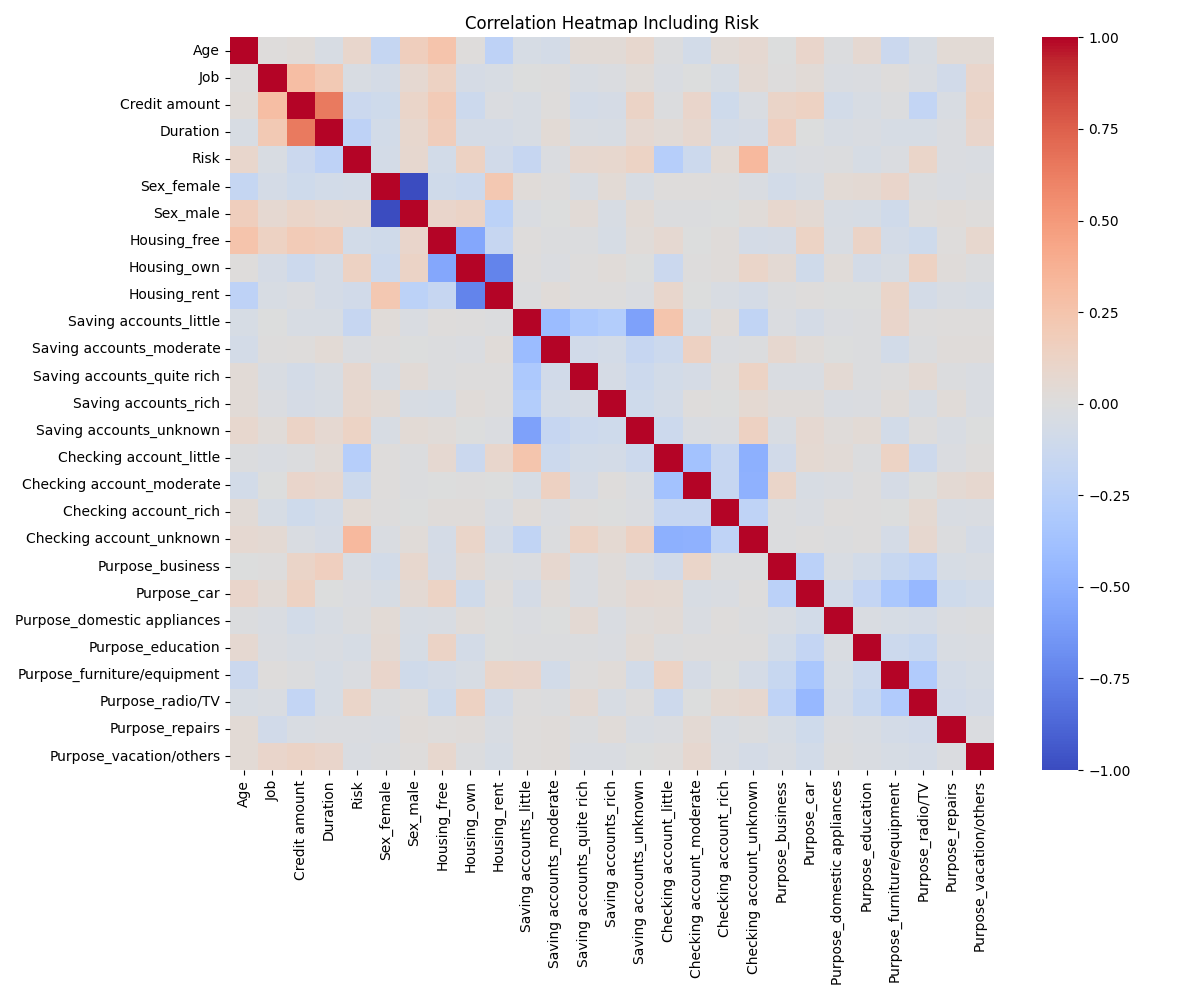 Correlation Heatmap Including Risk
Age
Job
Credit amount
Duration
Risk
Sex_female
Sex_male
Housing_free
Housing_own
Housing_rent
Saving accounts_little
Saving accounts_moderate
Saving accounts_quite rich
Saving accounts_rich
Saving accounts_unknown
Checking account_little
Checking account_moderate
Checking account_rich
Checking account_unknown
Purpose_business
Purpose_car
Purpose_domestic appliances
Purpose_education
Purpose_furniture/equipment
Purpose_radio/TV
Purpose_repairs
Purpose_vacation/others
Age
Job
Credit amount
Duration
Risk
Sex_female
Sex_male
Housing_free
Housing_own
Housing_rent
Saving accounts_little
Saving accounts_moderate
Saving accounts_quite rich
Saving accounts_rich
Saving accounts_unknown
Checking account_little
Checking account_moderate
Checking account_rich
Checking account_unknown
Purpose_business
Purpose_car
Purpose_domestic appliances
Purpose_education
Purpose_furniture/equipment
Purpose_radio/TV
Purpose_repairs
Purpose_vacation/others
1.00
0.75
0.50
0.25
0.00
−0.25
−0.50
−0.75
−1.00